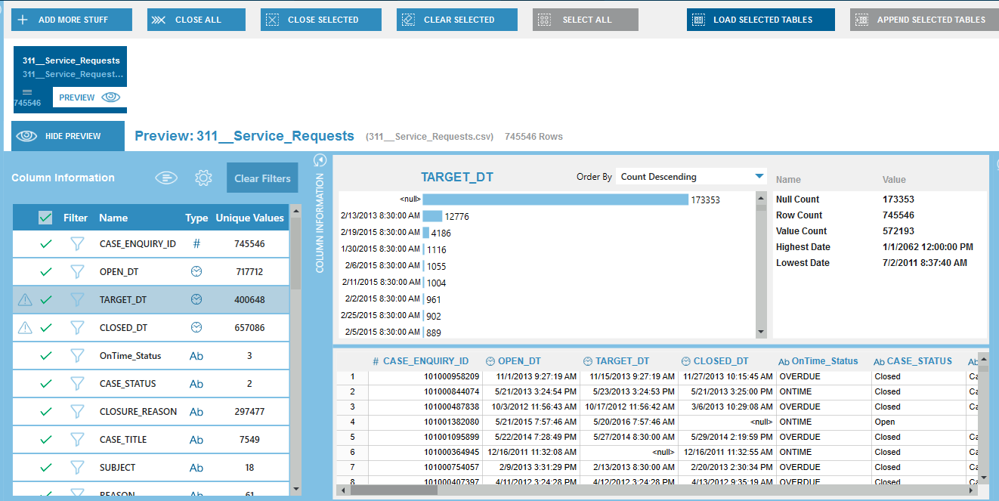 ADD MORE STUFF CLOSE ALL CLOSE SELECTED CLEAR SELECTED SELECT ALL LOAD SELECTED TABLES APPEND SELECTED TABLES
311__Service_Requests
311__Service_Request...
745546 PREVIEW
HIDE PREVIEW Preview: 311__Service_Requests (311__Service_Requests.csv) 745546 Rows
Column Information Clear Filters
Filter Name Type Unique Values
CASE_ENQUIRY_ID # 745546
OPEN_DT 717712
TARGET_DT 400648
CLOSED_DT 657086
OnTime_Status Ab 3
CASE_STATUS Ab 2
CLOSURE_REASON Ab 297477
CASE_TITLE Ab 7549
SUBJECT Ab 18
REASON Ab 61
COLUMN INFORMATION
TARGET_DT Order By Count Descending
<null> 173353
2/13/2013 8:30:00 AM 12776
2/19/2015 8:30:00 AM 4186
1/30/2015 8:30:00 AM 1116
2/6/2015 8:30:00 AM 1055
2/11/2015 8:30:00 AM 1004
2/2/2015 8:30:00 AM 961
2/25/2015 8:30:00 AM 902
2/5/2015 8:30:00 AM 889
Name Value
Null Count 173353
Row Count 745546
Value Count 572193
Highest Date 1/1/2062 12:00:00 PM
Lowest Date 7/2/2011 8:37:40 AM
# CASE_ENQUIRY_ID OPEN_DT TARGET_DT CLOSED_DT Ab OnTime_Status Ab CASE_STATUS Ab
1 101000958209 11/1/2013 9:27:19 AM 11/15/2013 9:27:19 AM 11/27/2013 10:15:45 AM OVERDUE Closed Ca
2 101000844074 5/21/2013 3:24:54 PM 5/23/2013 3:24:53 PM 5/21/2013 3:25:00 PM ONTIME Closed Ca
3 101000487838 10/3/2012 11:56:43 AM 10/17/2012 11:56:42 AM 3/6/2013 10:29:08 AM OVERDUE Closed Ca
4 101001382080 5/21/2015 7:57:46 AM 5/20/2016 7:57:46 AM <null> ONTIME Open
5 101001095899 5/22/2014 7:28:49 PM 5/27/2014 8:30:00 AM 5/29/2014 2:19:59 PM OVERDUE Closed Ca
6 101000364945 12/16/2011 11:32:08 AM <null> 12/16/2011 11:32:55 AM ONTIME Closed Ca
7 101000754057 2/9/2013 3:31:29 PM 2/13/2013 8:30:00 AM 2/20/2013 2:30:34 PM OVERDUE Closed Ca
8 101000407397 4/11/2012 3:24:28 PM 4/12/2012 3:24:28 PM 4/13/2012 9:35:19 AM OVERDUE Closed Ca